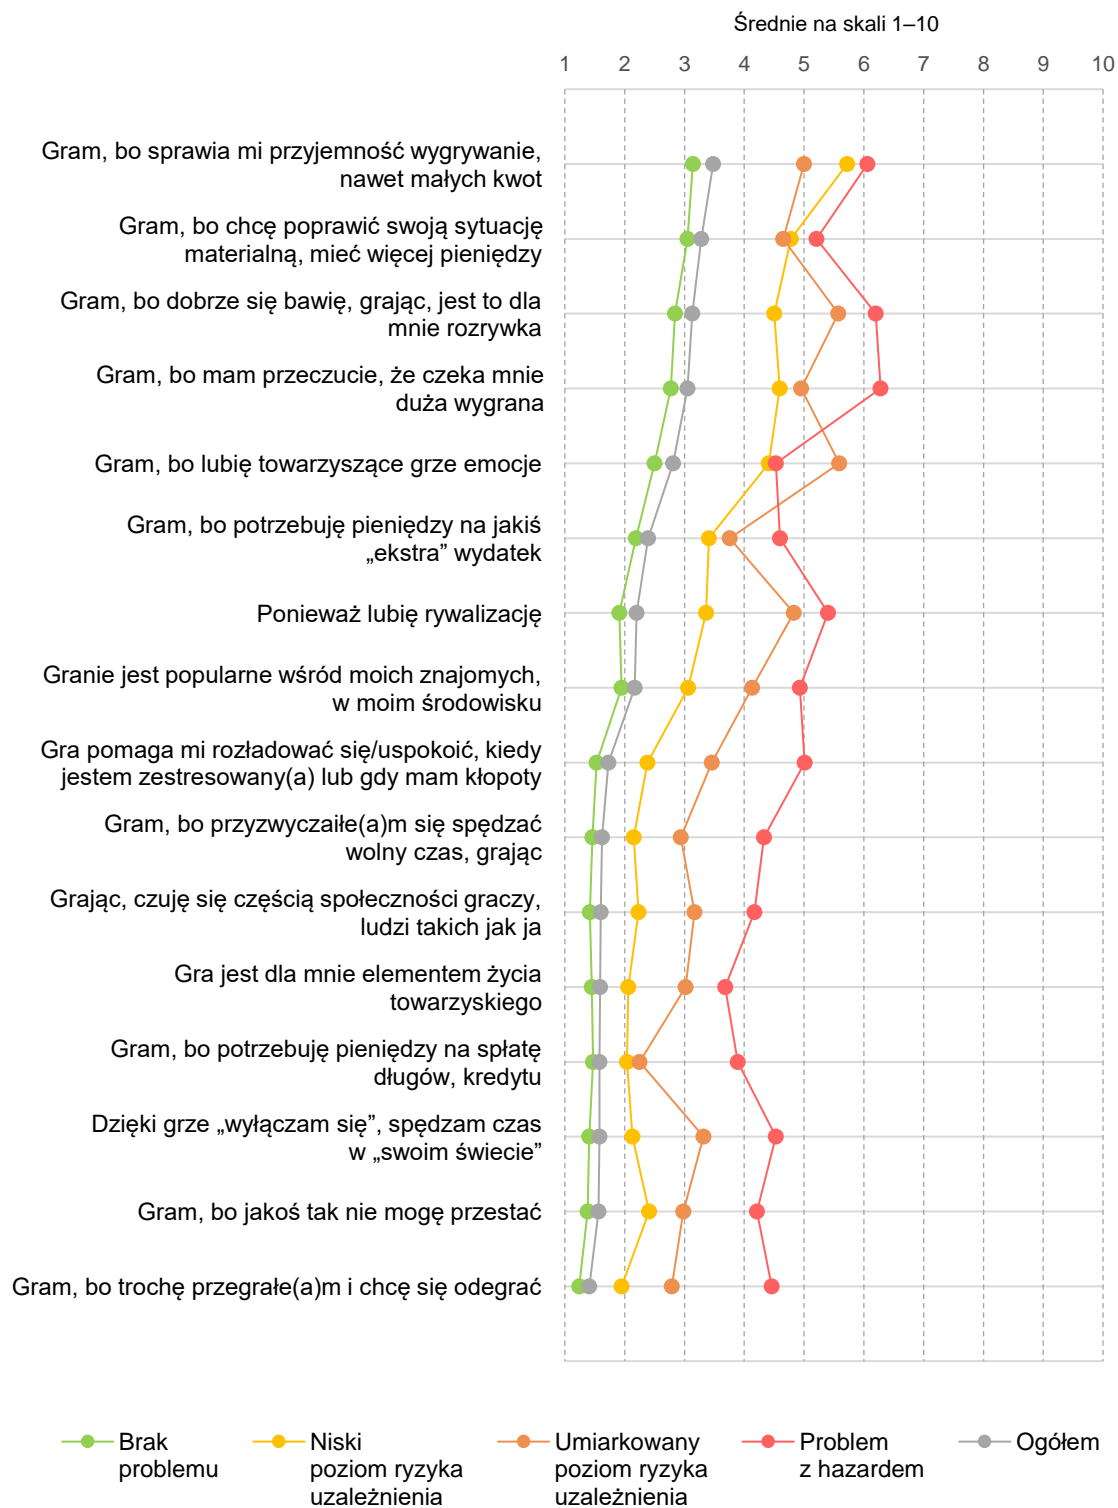 Średnie na skali 1–10
1 2 3 4 5 6 7 8 9 10
Gram, bo sprawia mi przyjemność wygrywanie,
nawet małych kwot
Gram, bo chcę poprawić swoją sytuację
materialną, mieć więcej pieniędzy
Gram, bo dobrze się bawię, grając, jest to dla
mnie rozrywka
Gram, bo mam przeczucie, że czeka mnie
duża wygrana
Gram, bo lubię towarzyszące grze emocje
Gram, bo potrzebuję pieniędzy na jakiś
„ekstra” wydatek
Ponieważ lubię rywalizację
Granie jest popularne wśród moich znajomych,
w moim środowisku
Gra pomaga mi rozładować się/uspokoić, kiedy
jestem zestresowany(a) lub gdy mam kłopoty
Gram, bo przyzwyczaiłe(a)m się spędzać
wolny czas, grając
Grając, czuję się częścią społeczności graczy,
ludzi takich jak ja
Gra jest dla mnie elementem życia
towarzyskiego
Gram, bo potrzebuję pieniędzy na spłatę
długów, kredytu
Dzięki grze „wyłączam się”, spędzam czas
w „swoim świecie”
Gram, bo jakoś tak nie mogę przestać
Gram, bo trochę przegrałe(a)m i chcę się odegrać
Brak
problemu
Niski
poziom ryzyka
uzależnienia
Umiarkowany
poziom ryzyka
uzależnienia
Problem
z hazardem
Ogółem